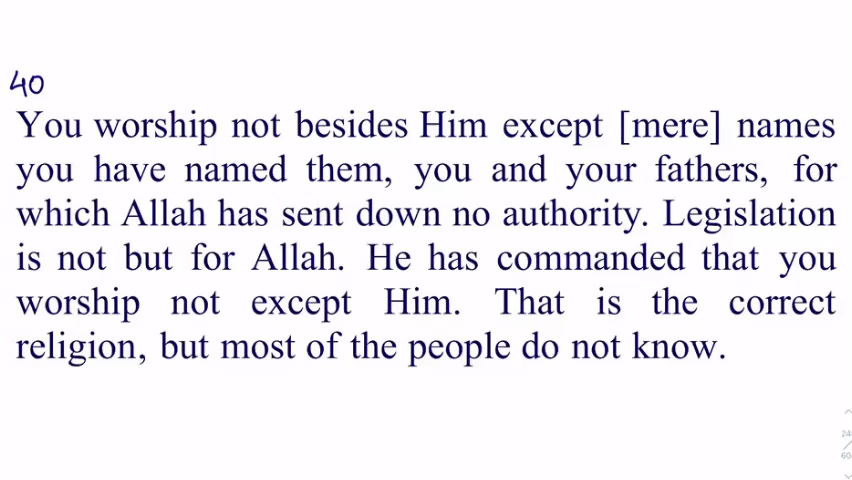 40
You worship not besides Him except [mere] names
you have named them, you and your fathers, for
which Allah has sent down no authority. Legislation
is not but for Allah. He has commanded that you
worship not except Him. That is the correct
religion, but most of the people do not know.